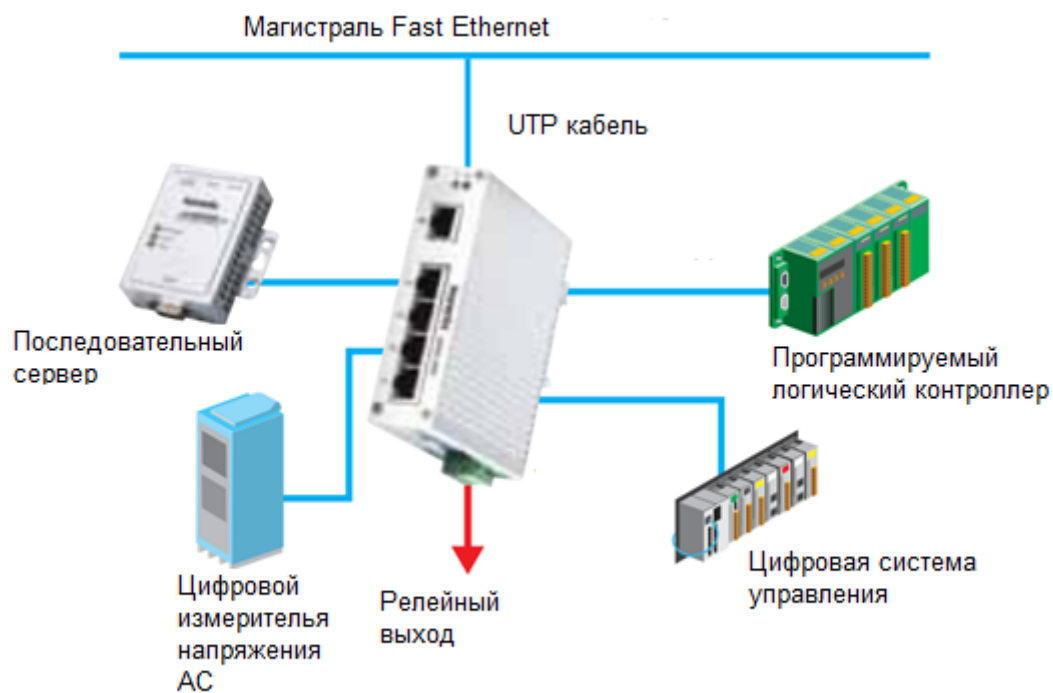 Магистраль Fast Ethernet
UTP кабель
Последовательный
сервер
Программируемый
логический контроллер
Цифровой
измерителья
напряжения
AC
Релейный
выход
Цифровая система
управления